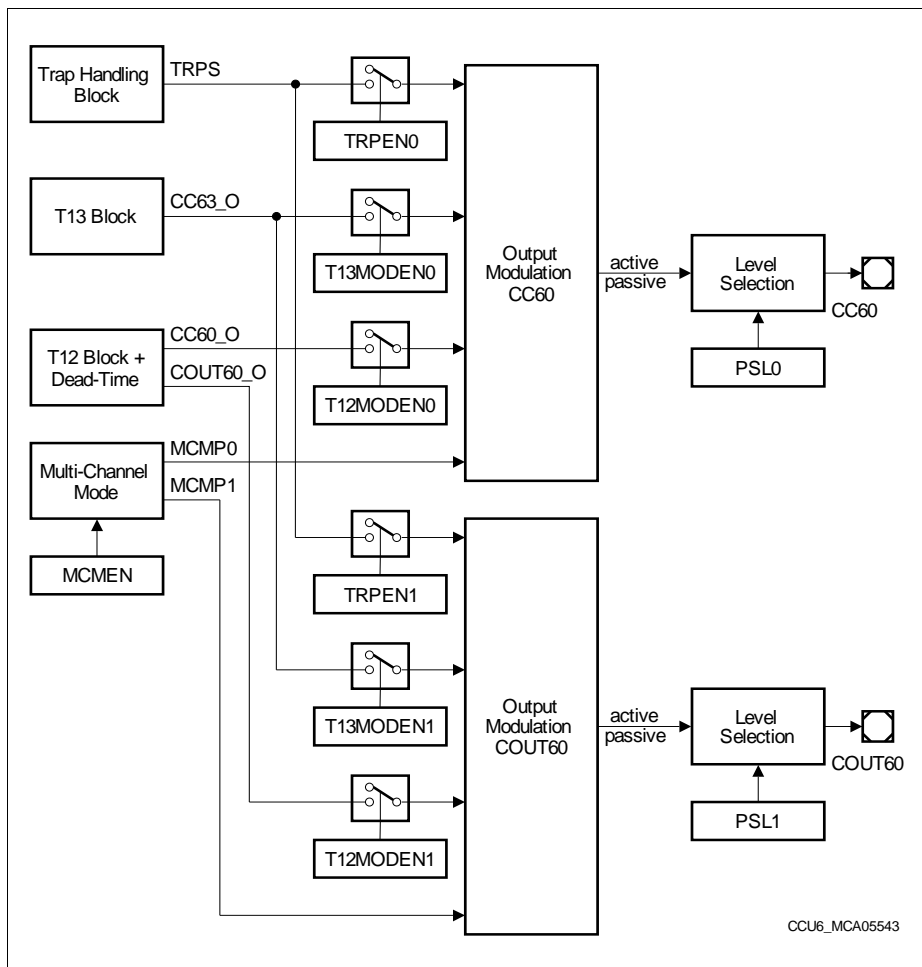 Trap Handling
Block
TRPS
TRPEN0
T13 Block
CC63_O
T13MODEN0
Output
Modulation
CC60
active
passive
Level
Selection
CC60
PSL0
T12 Block +
Dead-Time
CC60_O
COUT60_O
T12MODEN0
Multi-Channel
Mode
MCMP0
MCMP1
MCMEN
TRPEN1
T13MODEN1
Output
Modulation
COUT60
active
passive
Level
Selection
COUT60
PSL1
T12MODEN1
CCU6_MCA05543